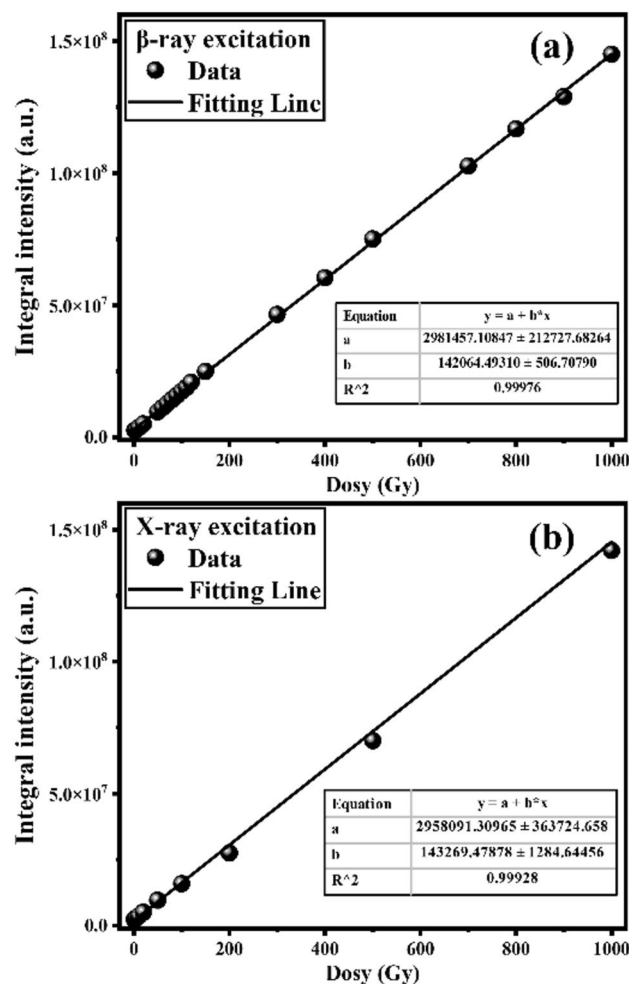 β-ray excitation
Data
Fitting Line
(a)
1.5×10⁸
1.0×10⁸
5.0×10⁷
0.0
Integral intensity (a.u.)
Equation y = a + b*x
a 2981457.10847 ± 212727.68264
b 142064.49310 ± 506.70790
R^2 0.99976
0 200 400 600 800 1000
Dosy (Gy)
X-ray excitation
Data
Fitting Line
(b)
1.5×10⁸
1.0×10⁸
5.0×10⁷
0.0
Integral intensity (a.u.)
Equation y = a + b*x
a 2958091.30965 ± 363724.658
b 143269.47878 ± 1284.64456
R^2 0.99928
0 200 400 600 800 1000
Dosy (Gy)